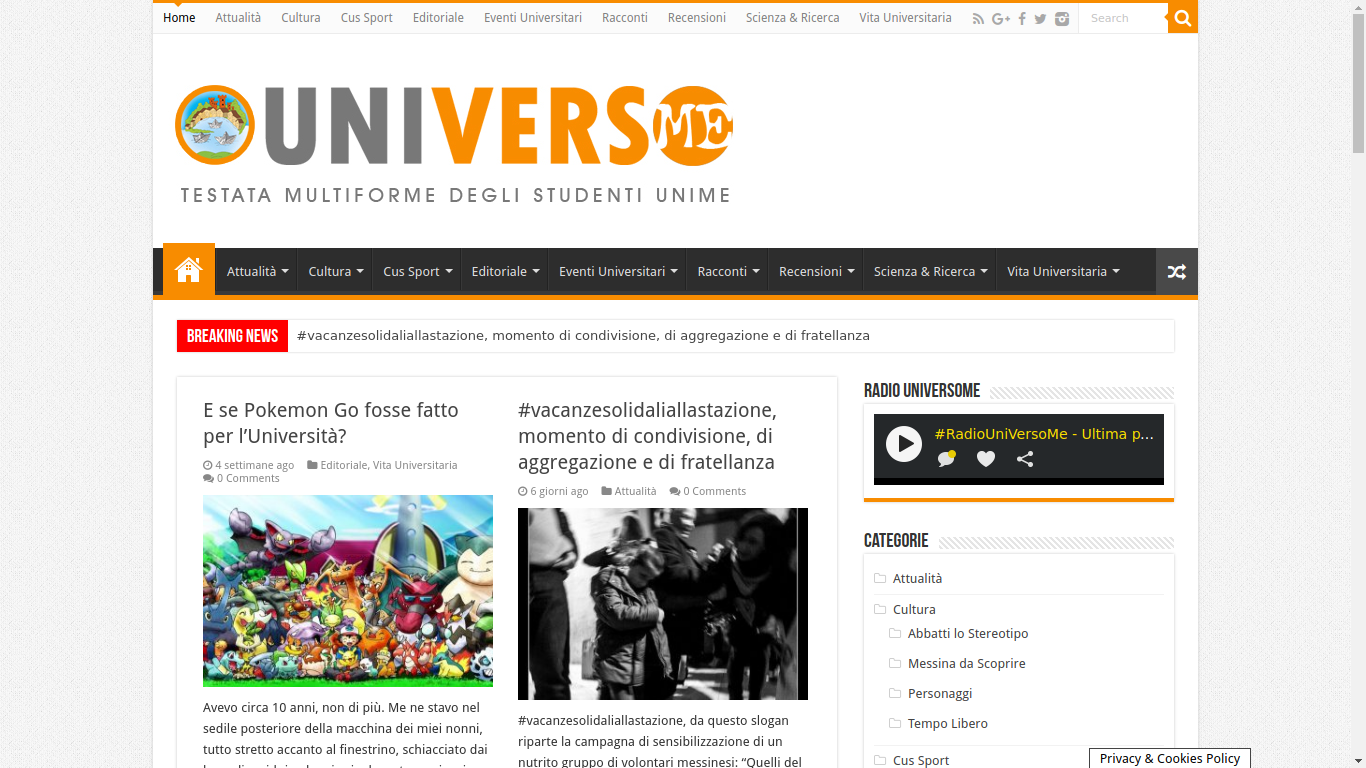 Home Attualità Cultura Cus Sport Editoriale Eventi Universitari Racconti Recensioni Scienza & Ricerca Vita Universitaria Search
UNIVERSOME
TESTATA MULTIFORME DEGLI STUDENTI UNIME
Attualità Cultura Cus Sport Editoriale Eventi Universitari Racconti Recensioni Scienza & Ricerca Vita Universitaria
BREAKING NEWS #vacanzesolidaliallastazione, momento di condivisione, di aggregazione e di fratellanza
E se Pokemon Go fosse fatto
per l’Università?
4 settimane ago Editoriale, Vita Universitaria
0 Comments
Avevo circa 10 anni, non di più. Me ne stavo nel
sedile posteriore della macchina dei miei nonni,
tutto stretto accanto al finestrino, schiacciato dai
#vacanzesolidaliallastazione,
momento di condivisione, di
aggregazione e di fratellanza
6 giorni ago Attualità 0 Comments
#vacanzesolidaliallastazione, da questo slogan
riparte la campagna di sensibilizzazione di un
nutrito gruppo di volontari messinesi: “Quelli del
RADIO UNIVERSOME
#RadioUniVersoMe - Ultima p...
CATEGORIE
Attualità
Cultura
Abbatti lo Stereotipo
Messina da Scoprire
Personaggi
Tempo Libero
Cus Sport
Privacy & Cookies Policy